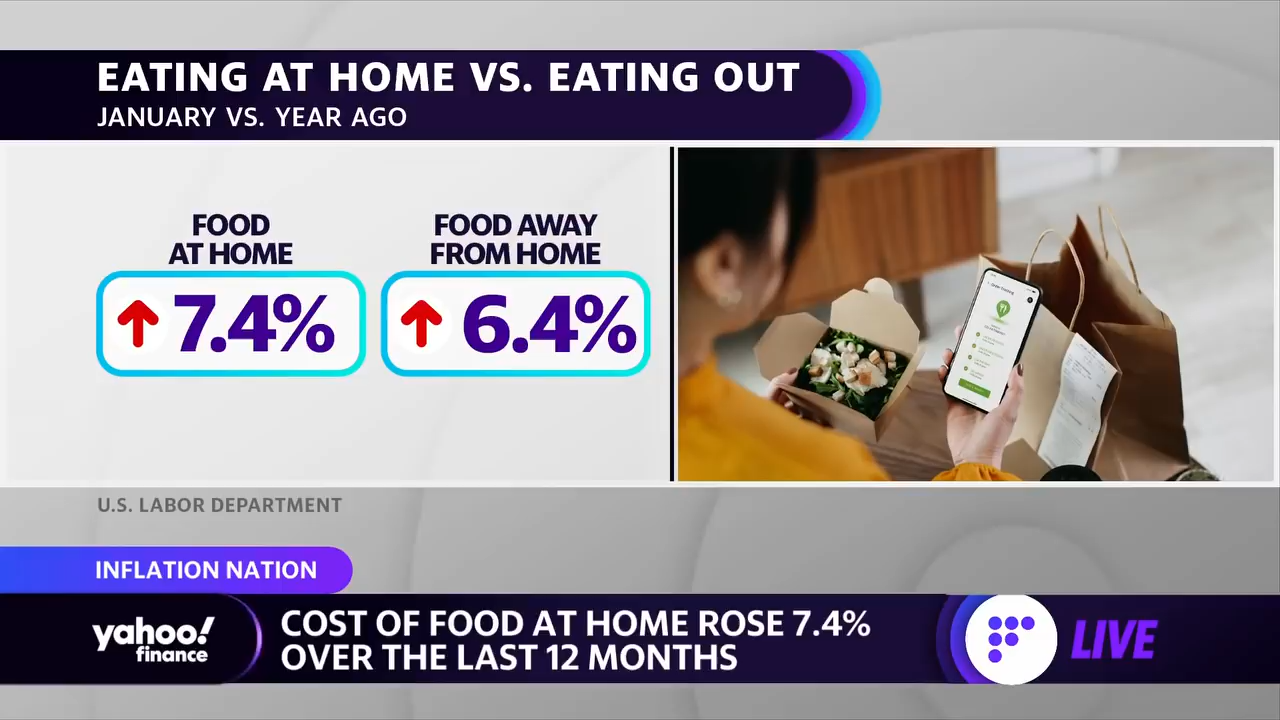 EATING AT HOME VS. EATING OUT
JANUARY VS. YEAR AGO
FOOD
AT HOME
7.4%
FOOD AWAY
FROM HOME
6.4%
Order Tracking
U.S. LABOR DEPARTMENT
INFLATION NATION
yahoo!
finance
COST OF FOOD AT HOME ROSE 7.4%
OVER THE LAST 12 MONTHS
LIVE